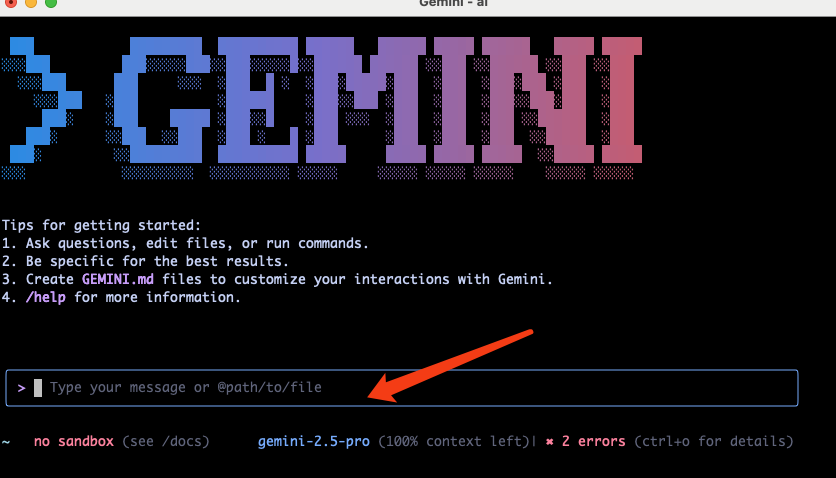 Gemini - ai
GEMINI
Tips for getting started:
1. Ask questions, edit files, or run commands.
2. Be specific for the best results.
3. Create GEMINI.md files to customize your interactions with Gemini.
4. /help for more information.
> Type your message or @path/to/file
~ no sandbox (see /docs) gemini-2.5-pro (100% context left)| ✖ 2 errors (ctrl+o for details)